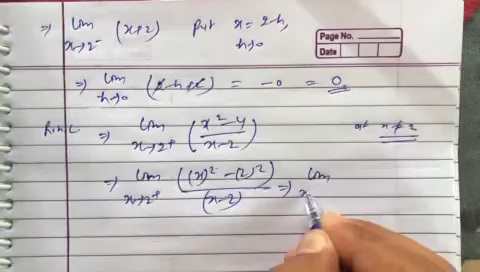 ⇒ lim x→2⁻ (x+2) Put x = 2-h, h→0
Page No.
Date
⇒ lim h→0 (2-h+2) = -0 = 0
R.H.L ⇒ lim x→2⁺ (x²-4 / x-2) at x ≠ 2
⇒ lim x→2⁺ ((x)² - (2)² / (x-2)) ⇒ lim x